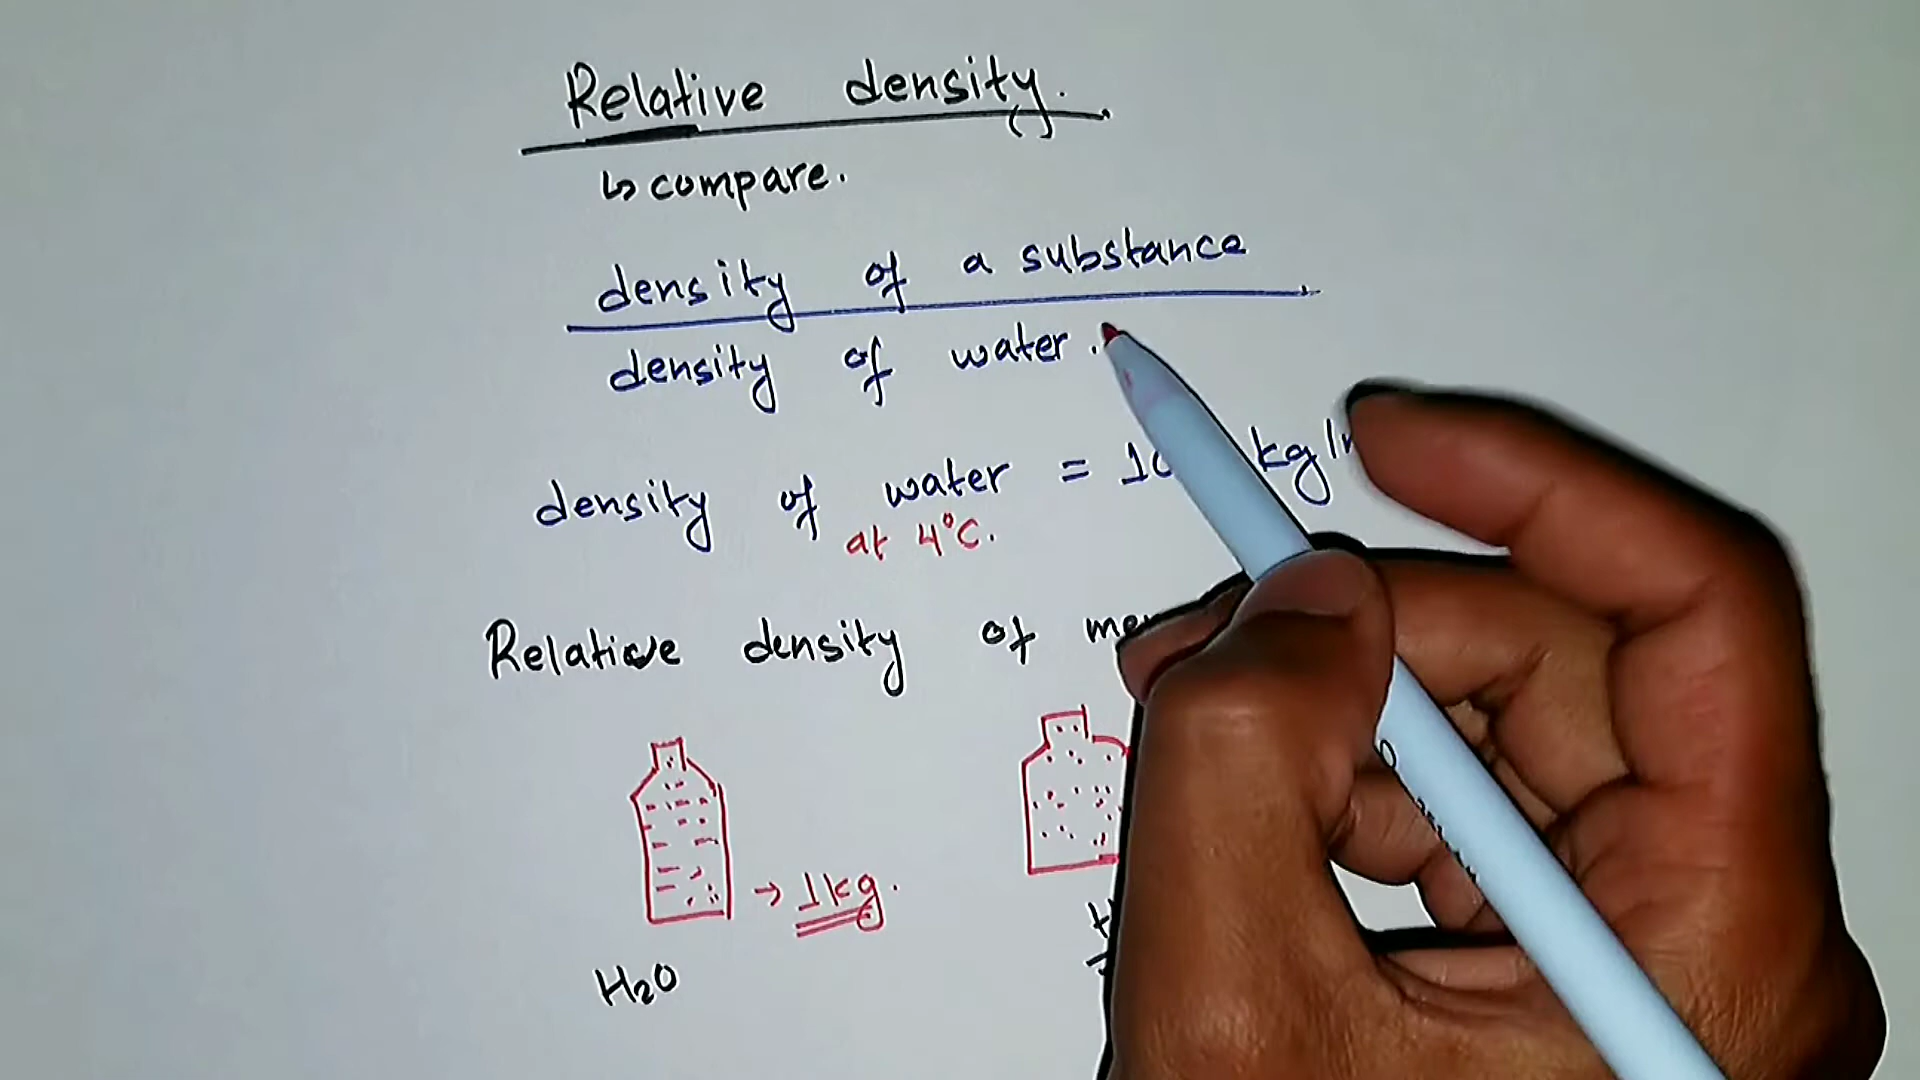 Relative density.
↳ compare.
density of a substance
density of water.
density of water = kg/
at 4°C.
Relative density of
→ 1kg.
H₂O